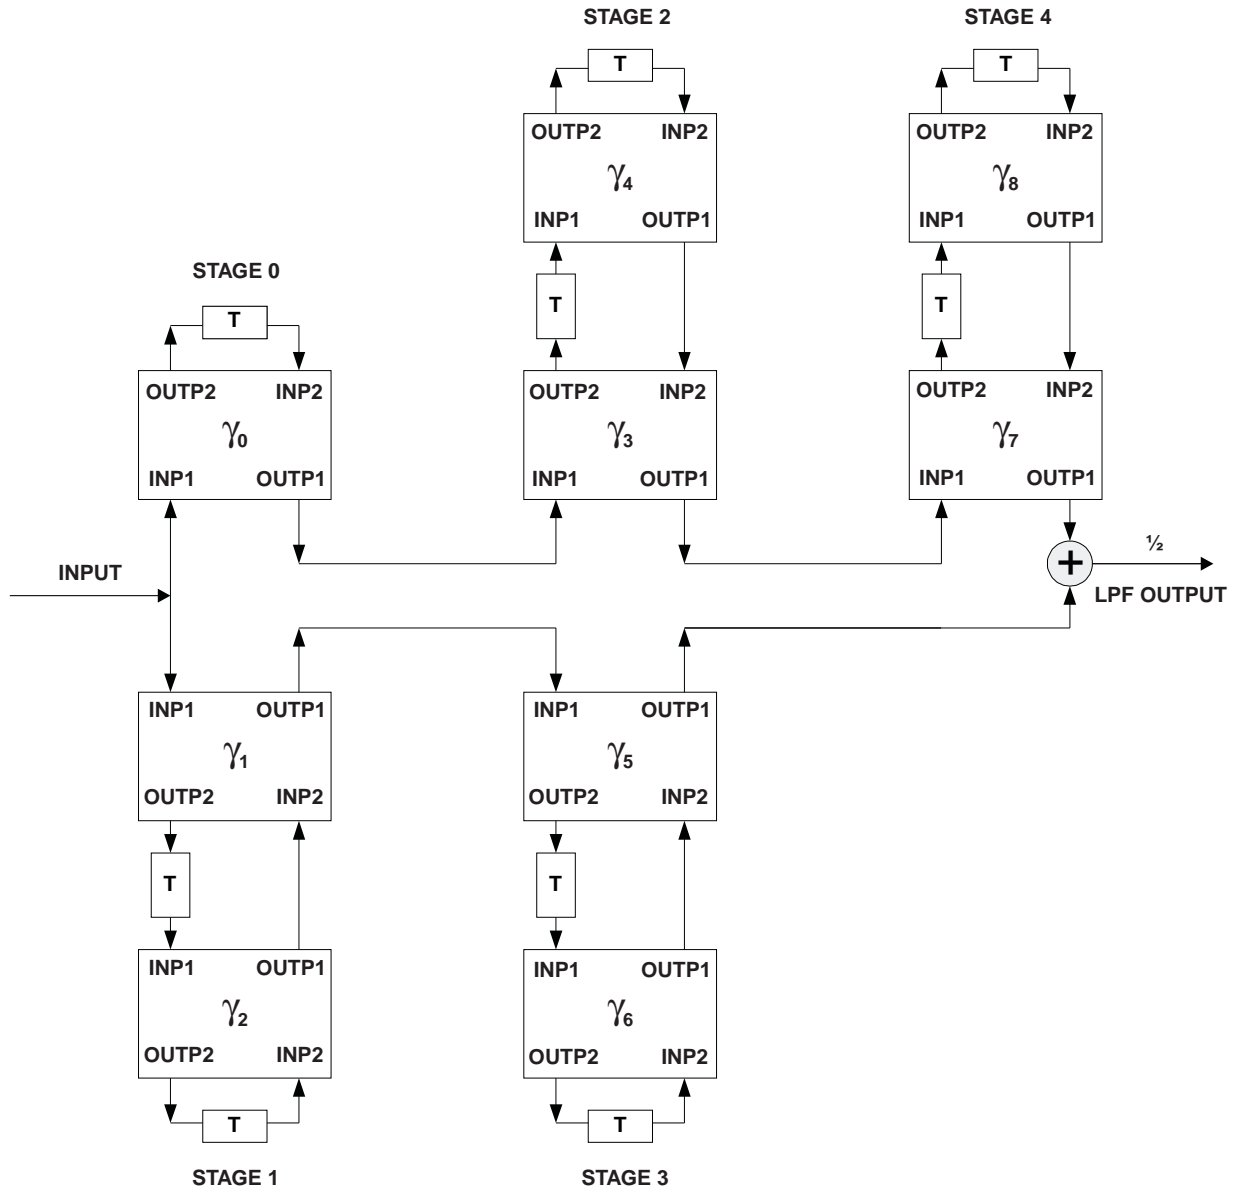 STAGE 2 STAGE 4
T T
OUTP2 INP2 OUTP2 INP2
γ4 γ8
INP1 OUTP1 INP1 OUTP1
STAGE 0
T T T
OUTP2 INP2 OUTP2 INP2 OUTP2 INP2
γ0 γ3 γ7
INP1 OUTP1 INP1 OUTP1 INP1 OUTP1
½
INPUT + LPF OUTPUT
INP1 OUTP1 INP1 OUTP1
γ1 γ5
OUTP2 INP2 OUTP2 INP2
T T
INP1 OUTP1 INP1 OUTP1
γ2 γ6
OUTP2 INP2 OUTP2 INP2
T T
STAGE 1 STAGE 3